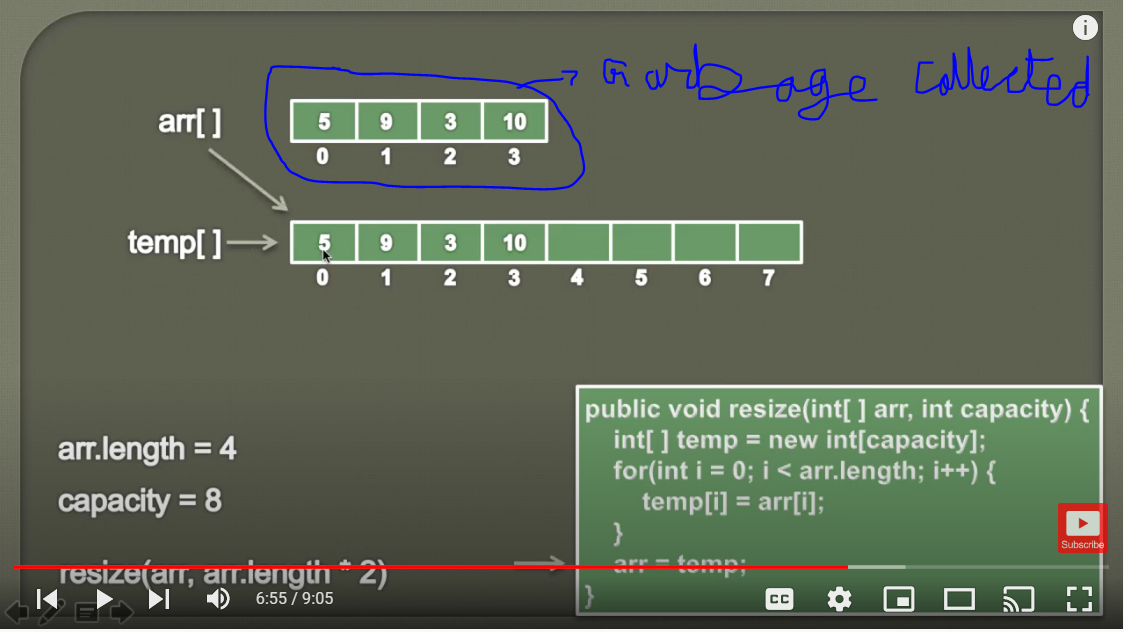 Garbage collected
arr[ ]
5 9 3 10
0 1 2 3
temp[ ]
5 9 3 10
0 1 2 3 4 5 6 7
arr.length = 4
capacity = 8
resize(arr, arr.length * 2)
public void resize(int[ ] arr, int capacity) {
int[ ] temp = new int[capacity];
for(int i = 0; i < arr.length; i++) {
temp[i] = arr[i];
}
arr = temp;
}
Subscribe
6:55 / 9:05
CC